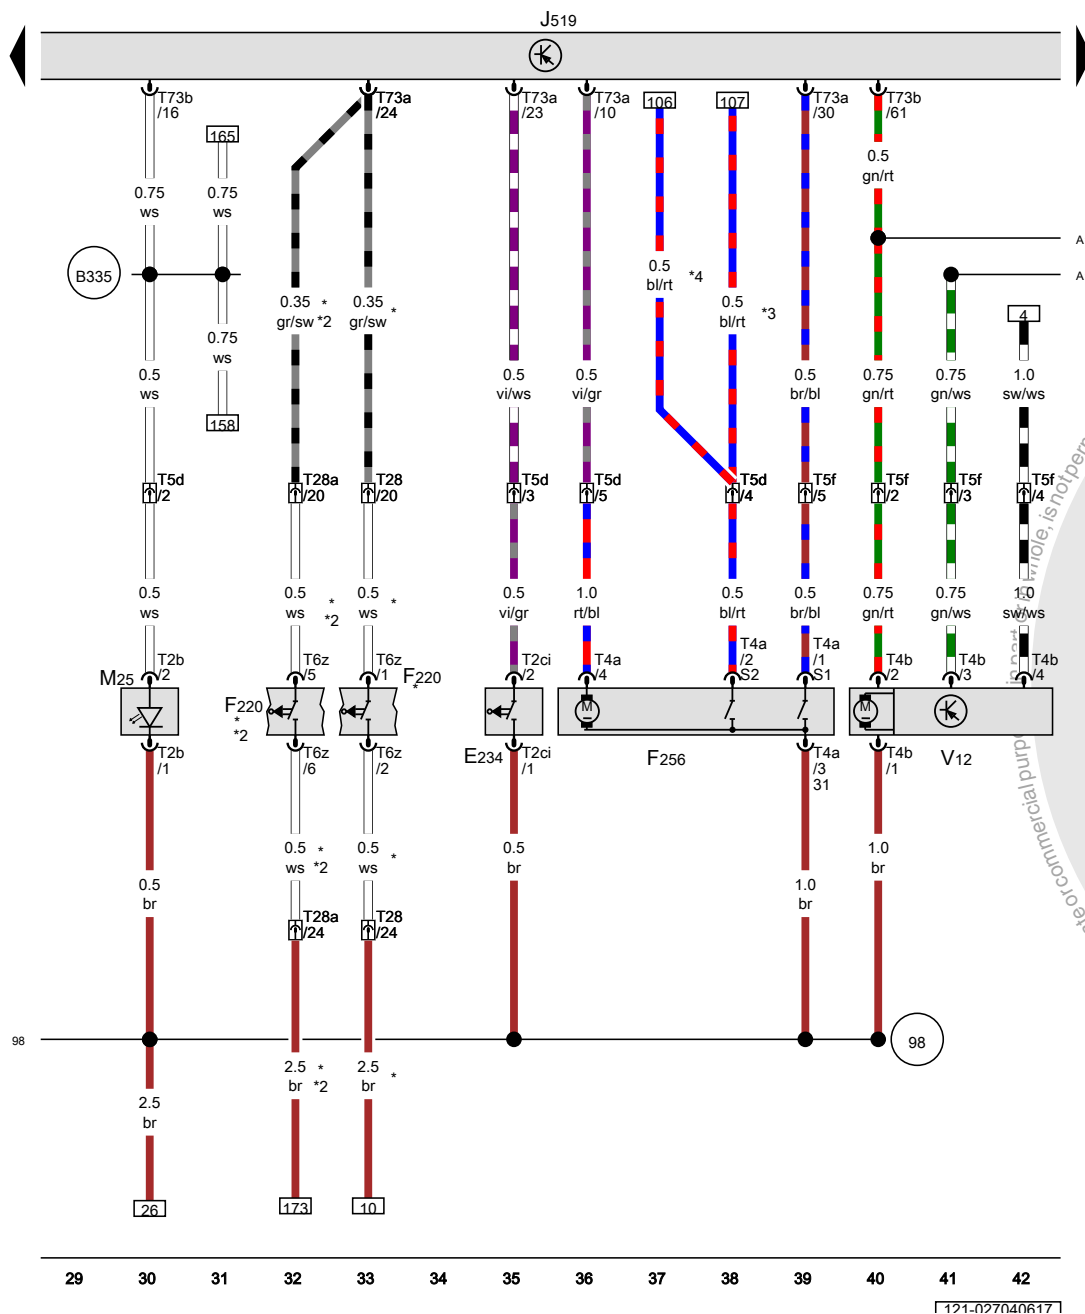 J519
T73b
/16
T73a
/24
T73a
/23
T73a
/10
106
107
T73a
/30
T73b
/61
165
0.5
gn/rt
0.75
ws
0.75
ws
A
B335
A
0.5
bl/rt
*4
0.35
gr/sw
*
*2
0.35
gr/sw
*
0.5
bl/rt
*3
4
0.75
ws
0.5
ws
0.5
vi/ws
0.5
vi/gr
0.5
br/bl
0.75
gn/rt
0.75
gn/ws
1.0
sw/ws
158
T5d
/2
T28a
/20
T28
/20
T5d
/3
T5d
/5
T5d
/4
T5f
/5
T5f
/2
T5f
/3
T5f
/4
0.5
ws
0.5
ws
*
*2
0.5
ws
*
0.5
vi/gr
1.0
rt/bl
0.5
bl/rt
0.5
br/bl
0.75
gn/rt
0.75
gn/ws
1.0
sw/ws
T2b
/2
T6z
/5
T6z
/1
T2ci
/2
T4a
/4
T4a
/2
S2
T4a
/1
S1
T4b
/2
T4b
/3
T4b
/4
M25
F220
*
*2
F220
*
M
M
E234
F256
V12
T2b
/1
T6z
/6
T6z
/2
T2ci
/1
T4a
/3
31
T4b
/1
0.5
br
0.5
ws
*
*2
0.5
ws
*
0.5
br
1.0
br
1.0
br
T28a
/24
T28
/24
98
98
2.5
br
2.5
br
*
*2
2.5
br
*
26
173
10
29 30 31 32 33 34 35 36 37 38 39 40 41 42
121-027040617
in part or in whole, is not perm
ate or commercial purpo